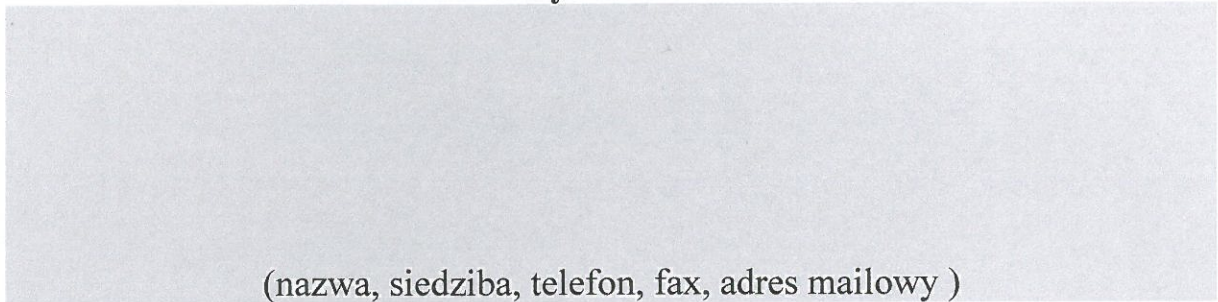 (nazwa, siedziba, telefon, fax, adres mailowy )